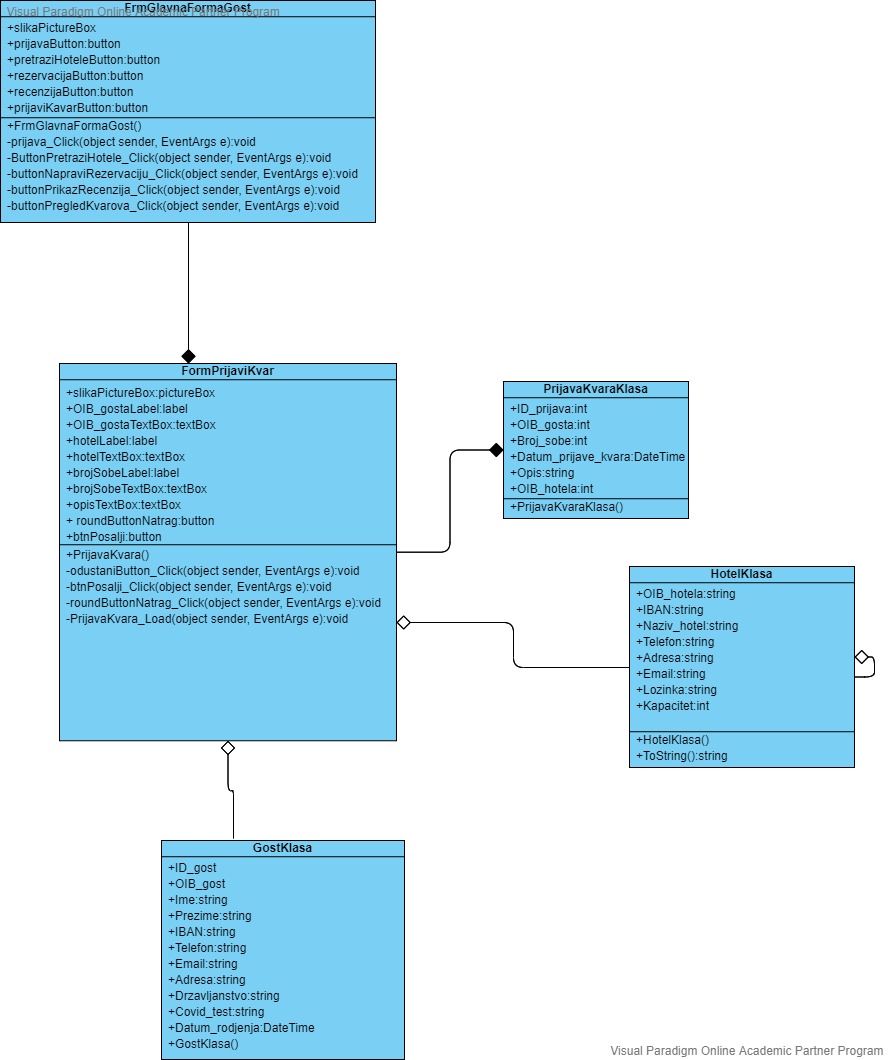 Visual Paradigm Online Academic Partner Program
FrmGlavnaFormaGost
+slikaPictureBox
+prijavaButton:button
+pretraziHoteleButton:button
+rezervacijaButton:button
+recenzijaButton:button
+prijaviKavarButton:button
+FrmGlavnaFormaGost()
-prijava_Click(object sender, EventArgs e):void
-ButtonPretraziHotele_Click(object sender, EventArgs e):void
-buttonNapraviRezervaciju_Click(object sender, EventArgs e):void
-buttonPrikazRecenzija_Click(object sender, EventArgs e):void
-buttonPregledKvarova_Click(object sender, EventArgs e):void
FormPrijaviKvar
+slikaPictureBox:pictureBox
+OIB_gostaLabel:label
+OIB_gostaTextBox:textBox
+hotelLabel:label
+hotelTextBox:textBox
+brojSobeLabel:label
+brojSobeTextBox:textBox
+opisTextBox:textBox
+ roundButtonNatrag:button
+btnPosalji:button
+PrijavaKvara()
-odustaniButton_Click(object sender, EventArgs e):void
-btnPosalji_Click(object sender, EventArgs e):void
-roundButtonNatrag_Click(object sender, EventArgs e):void
-PrijavaKvara_Load(object sender, EventArgs e):void
PrijavaKvaraKlasa
+ID_prijava:int
+OIB_gosta:int
+Broj_sobe:int
+Datum_prijave_kvara:DateTime
+Opis:string
+OIB_hotela:int
+PrijavaKvaraKlasa()
HotelKlasa
+OIB_hotela:string
+IBAN:string
+Naziv_hotel:string
+Telefon:string
+Adresa:string
+Email:string
+Lozinka:string
+Kapacitet:int
+HotelKlasa()
+ToString():string
GostKlasa
+ID_gost
+OIB_gost
+Ime:string
+Prezime:string
+IBAN:string
+Telefon:string
+Email:string
+Adresa:string
+Drzavljanstvo:string
+Covid_test:string
+Datum_rodjenja:DateTime
+GostKlasa()
Visual Paradigm Online Academic Partner Program